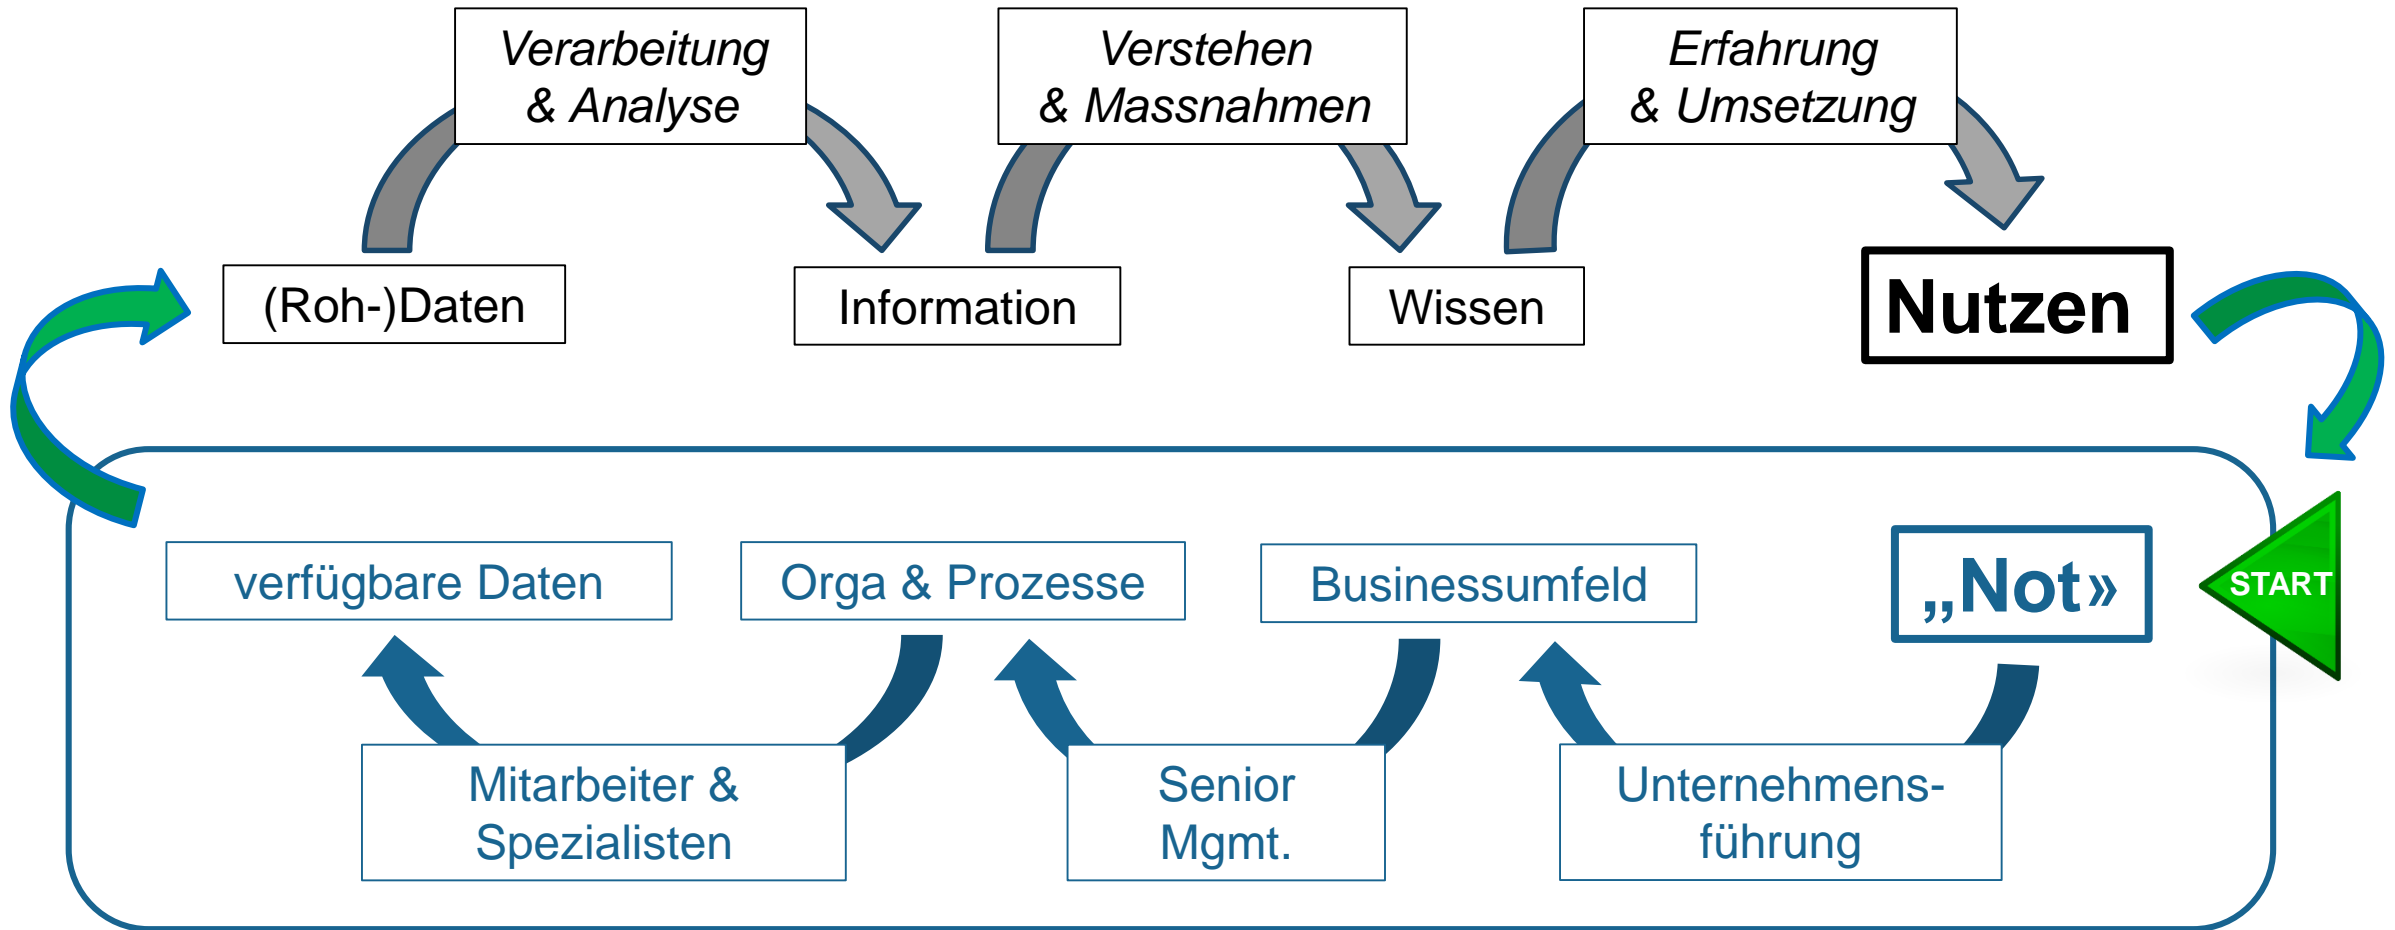 Verarbeitung
& Analyse
Verstehen
& Massnahmen
Erfahrung
& Umsetzung
(Roh-)Daten
Information
Wissen
Nutzen
verfügbare Daten
Orga & Prozesse
Businessumfeld
„Not»
START
Mitarbeiter &
Spezialisten
Senior
Mgmt.
Unternehmens-
führung